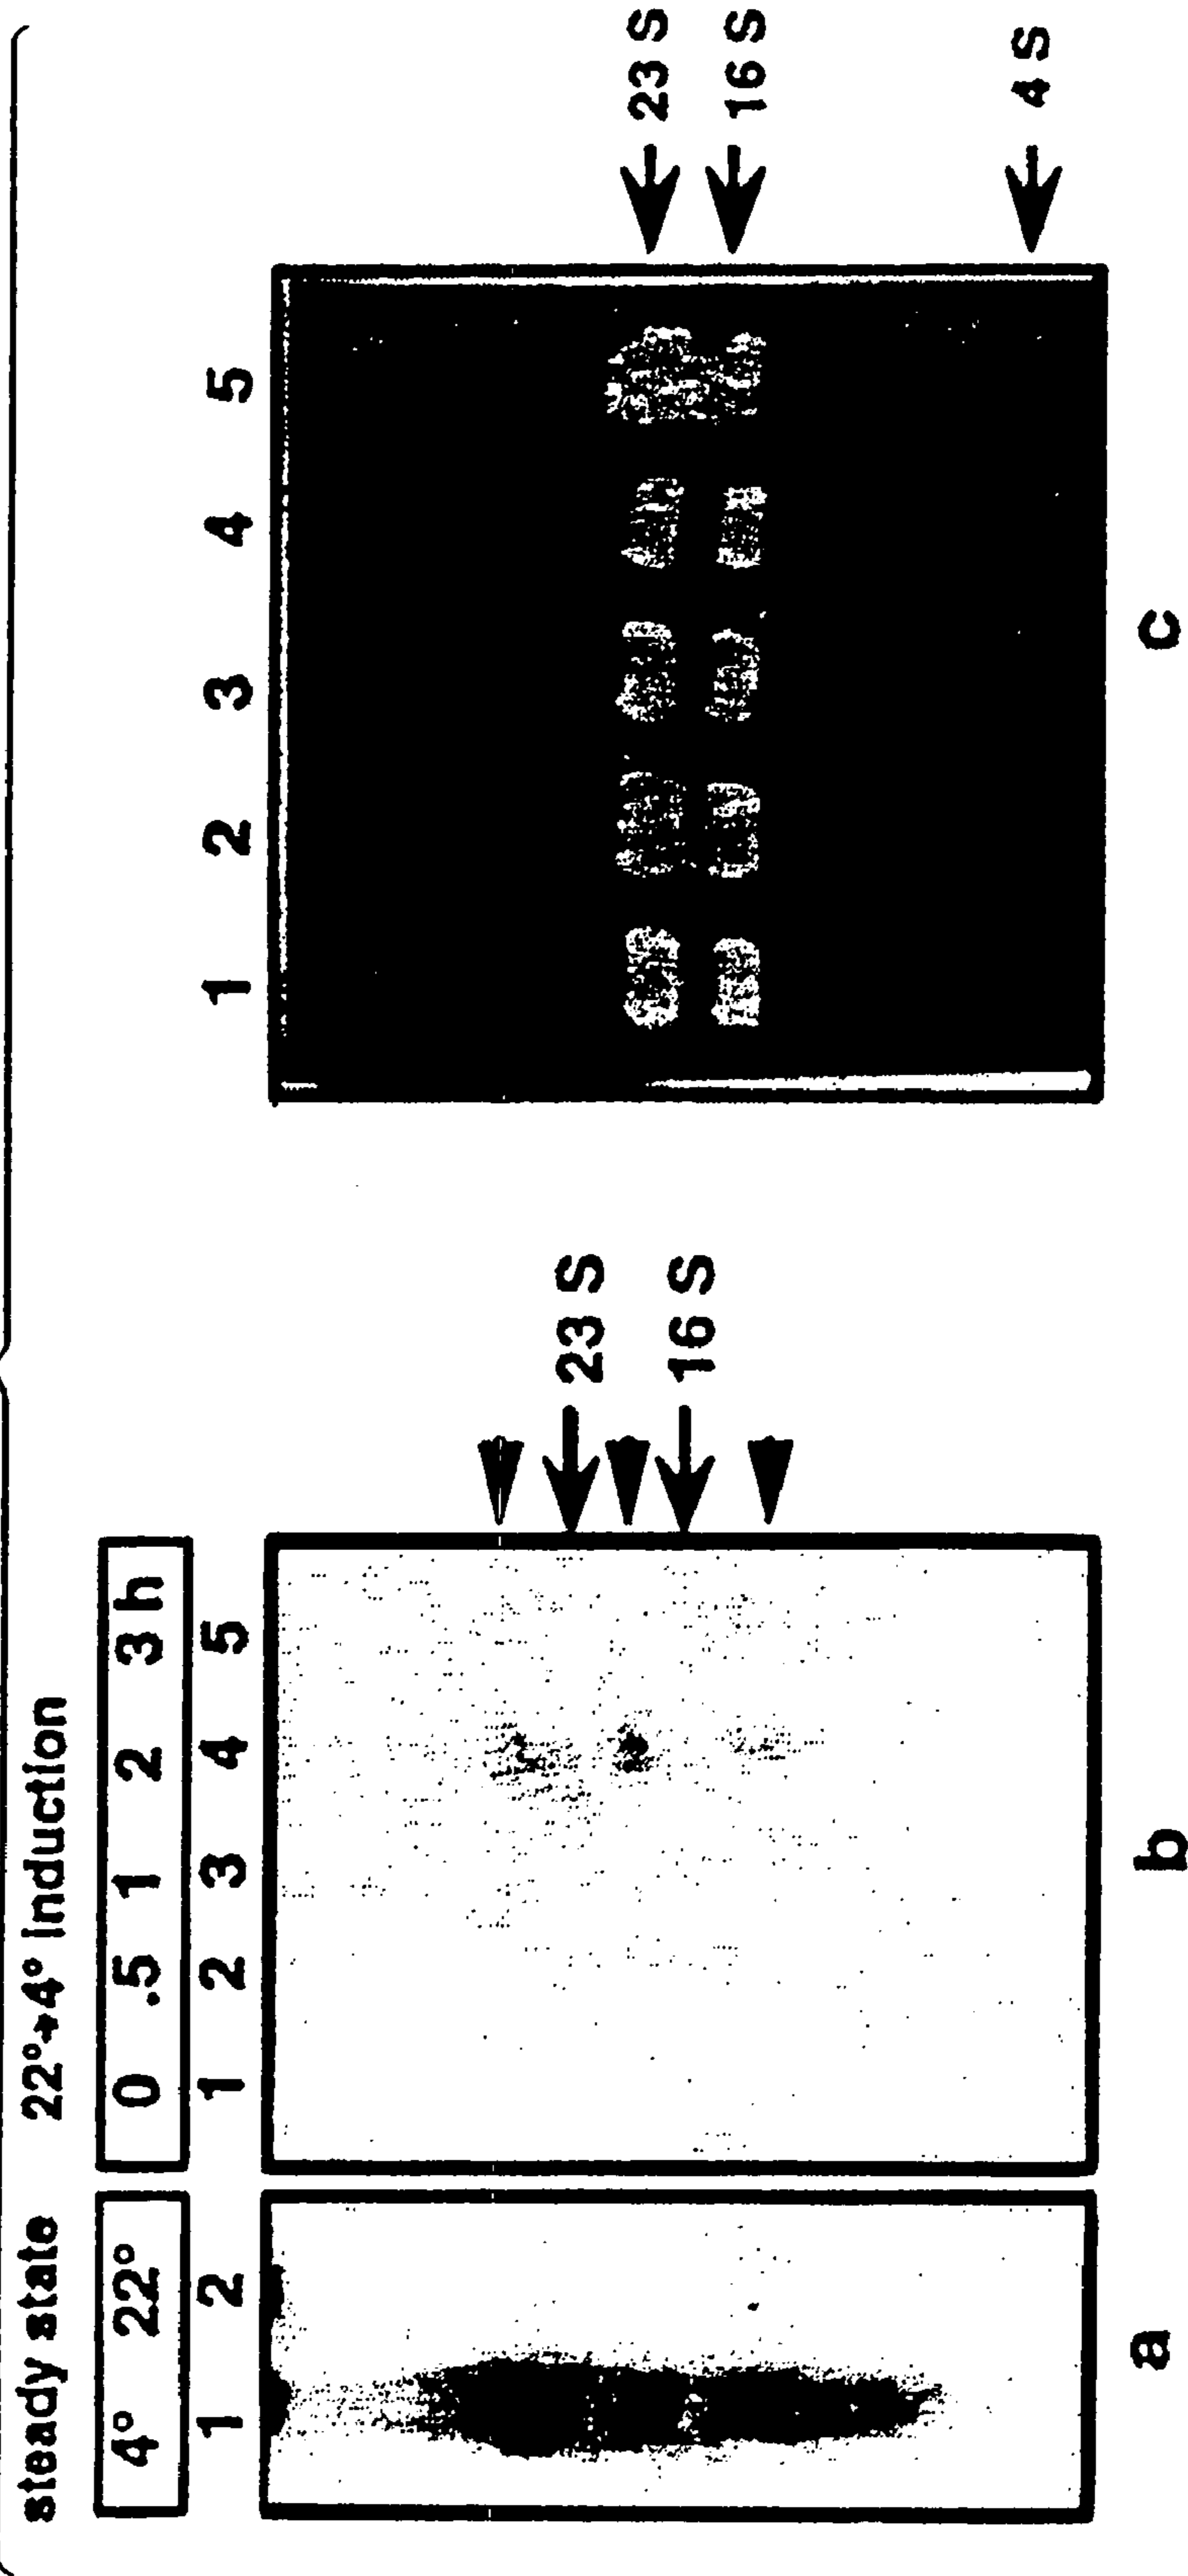 steady state 22°→4° induction
4° 22° 0 .5 1 2 3 h
1 2 1 2 3 4 5 1 2 3 4 5
23 S
16 S
23 S
16 S
4 S
a b c